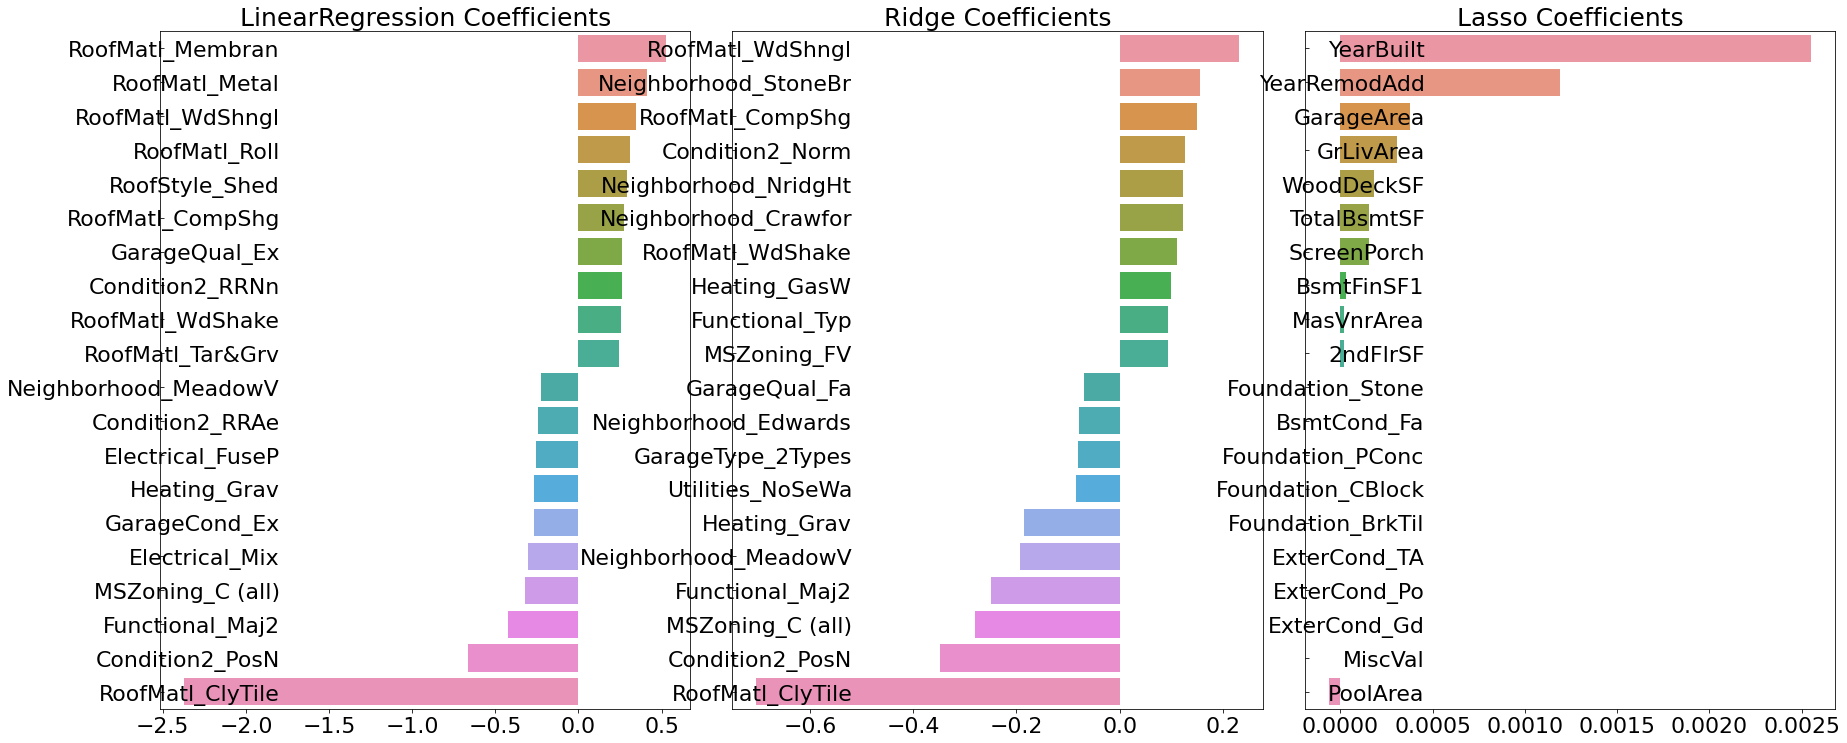 LinearRegression Coefficients
RoofMatl_Membran
RoofMatl_Metal
RoofMatl_WdShngl
RoofMatl_Roll
RoofStyle_Shed
RoofMatl_CompShg
GarageQual_Ex
Condition2_RRNn
RoofMatl_WdShake
RoofMatl_Tar&Grv
Neighborhood_MeadowV
Condition2_RRAe
Electrical_FuseP
Heating_Grav
GarageCond_Ex
Electrical_Mix
MSZoning_C (all)
Functional_Maj2
Condition2_PosN
RoofMatl_ClyTile
−2.5 −2.0 −1.5 −1.0 −0.5 0.0 0.5
Ridge Coefficients
RoofMatl_WdShngl
Neighborhood_StoneBr
RoofMatl_CompShg
Condition2_Norm
Neighborhood_NridgHt
Neighborhood_Crawfor
RoofMatl_WdShake
Heating_GasW
Functional_Typ
MSZoning_FV
GarageQual_Fa
Neighborhood_Edwards
GarageType_2Types
Utilities_NoSeWa
Heating_Grav
Neighborhood_MeadowV
Functional_Maj2
MSZoning_C (all)
Condition2_PosN
RoofMatl_ClyTile
−0.6 −0.4 −0.2 0.0 0.2
Lasso Coefficients
YearBuilt
YearRemodAdd
GarageArea
GrLivArea
WoodDeckSF
TotalBsmtSF
ScreenPorch
BsmtFinSF1
MasVnrArea
2ndFlrSF
Foundation_Stone
BsmtCond_Fa
Foundation_PConc
Foundation_CBlock
Foundation_BrkTil
ExterCond_TA
ExterCond_Po
ExterCond_Gd
MiscVal
PoolArea
0.0000 0.0005 0.0010 0.0015 0.0020 0.0025